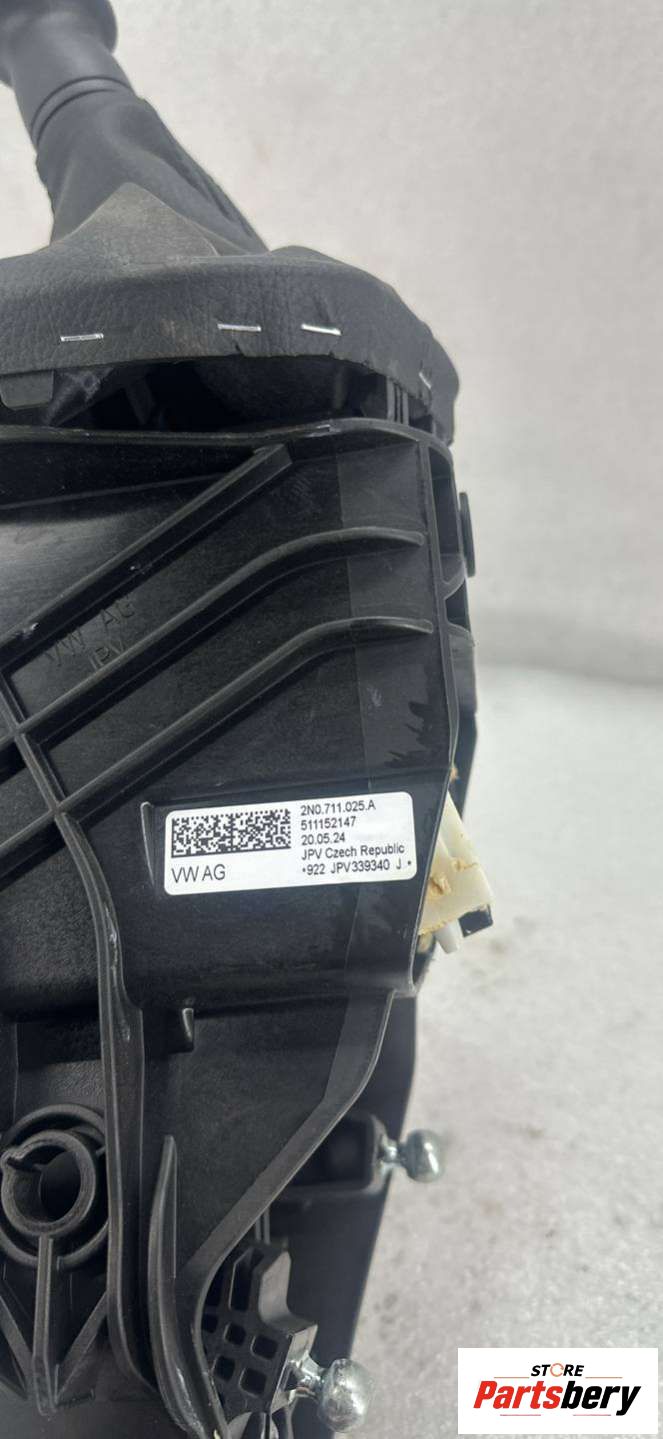 VW AG
JPV
2N0.711.025.A
511152147
20.05.24
JPV Czech Republic
VW AG
*922 JPV339340 J *
STORE
Partsbery